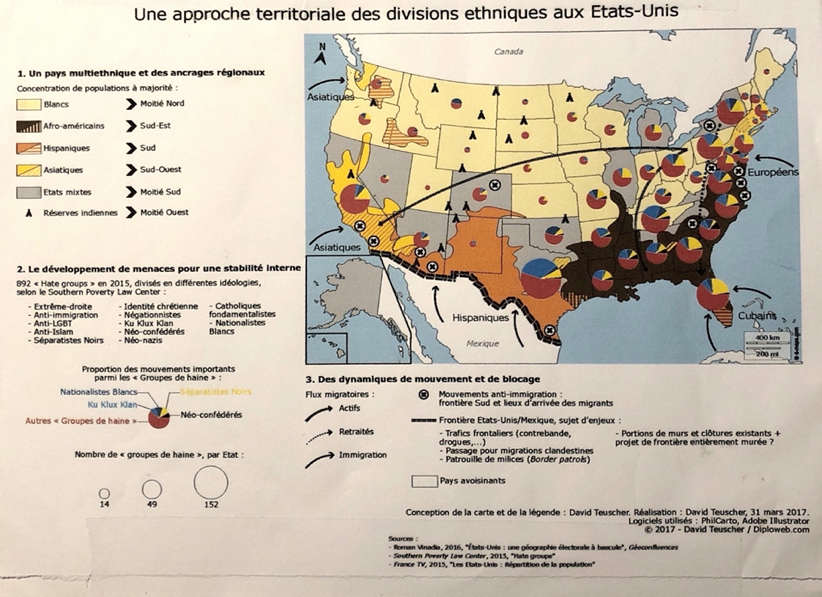 Une approche territoriale des divisions ethniques aux Etats-Unis
1. Un pays multiethnique et des ancrages régionaux
Concentration de populations à majorité :
Blancs Moitié Nord
Afro-américains Sud-Est
Hispaniques Sud
Asiatiques Sud-Ouest
Etats mixtes Moitié Sud
Réserves indiennes Moitié Ouest
2. Le développement de menaces pour une stabilité interne
892 « Hate groups » en 2015, divisés en différentes idéologies,
selon le Southern Poverty Law Center :
- Extrême-droite - Identité chrétienne - Catholiques
- Anti-immigration - Négationnistes fondamentalistes
- Anti-LGBT - Ku Klux Klan - Nationalistes
- Anti-Islam - Néo-confédérés Blancs
- Séparatistes Noirs - Néo-nazis
Proportion des mouvements importants
parmi les « Groupes de haine » :
Nationalistes Blancs Séparatistes Noirs
Ku Klux Klan
Néo-confédérés
Autres « Groupes de haine »
Nombre de « groupes de haine », par Etat :
14 49 152
N
Canada
Asiatiques
Européens
Asiatiques
Hispaniques
Cubains
Mexique
400 km
200 mi
3. Des dynamiques de mouvement et de blocage
Flux migratoires :
Actifs
Retraités
Immigration
Mouvements anti-immigration :
frontière Sud et lieux d'arrivée des migrants
Frontière Etats-Unis/Mexique, sujet d'enjeux :
- Trafics frontaliers (contrebande,
drogues,...)
- Passage pour migrations clandestines
- Patrouille de milices (Border patrols)
- Portions de murs et clôtures existants +
projet de frontière entièrement murée ?
Pays avoisinants
Conception de la carte et de la légende : David Teuscher. Réalisation : David Teuscher, 31 mars 2017.
Logiciels utilisés : PhilCarto, Adobe Illustrator
© 2017 - David Teuscher / Diploweb.com
Sources :
- Roman Vinadia, 2016, "États-Unis : une géographie électorale à bascule", Géoconfluences
- Southern Poverty Law Center, 2015, "Hate groups"
- France TV, 2015, "Les Etats-Unis : Répartition de la population"